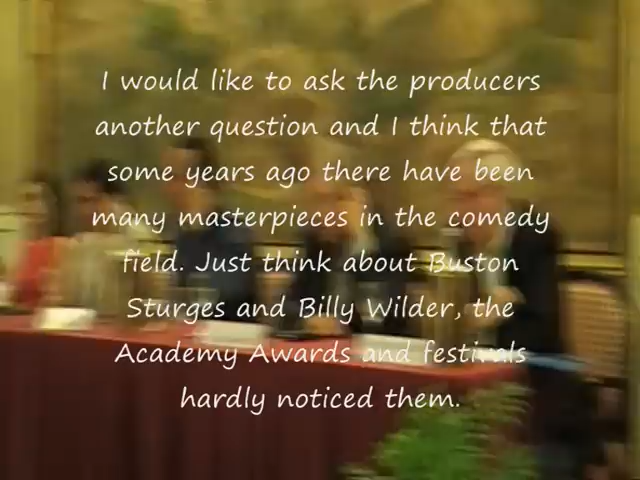 I would like to ask the producers
another question and I think that
some years ago there have been
many masterpieces in the comedy
field. Just think about Buston
Sturges and Billy Wilder, the
Academy Awards and festivals
hardly noticed them.